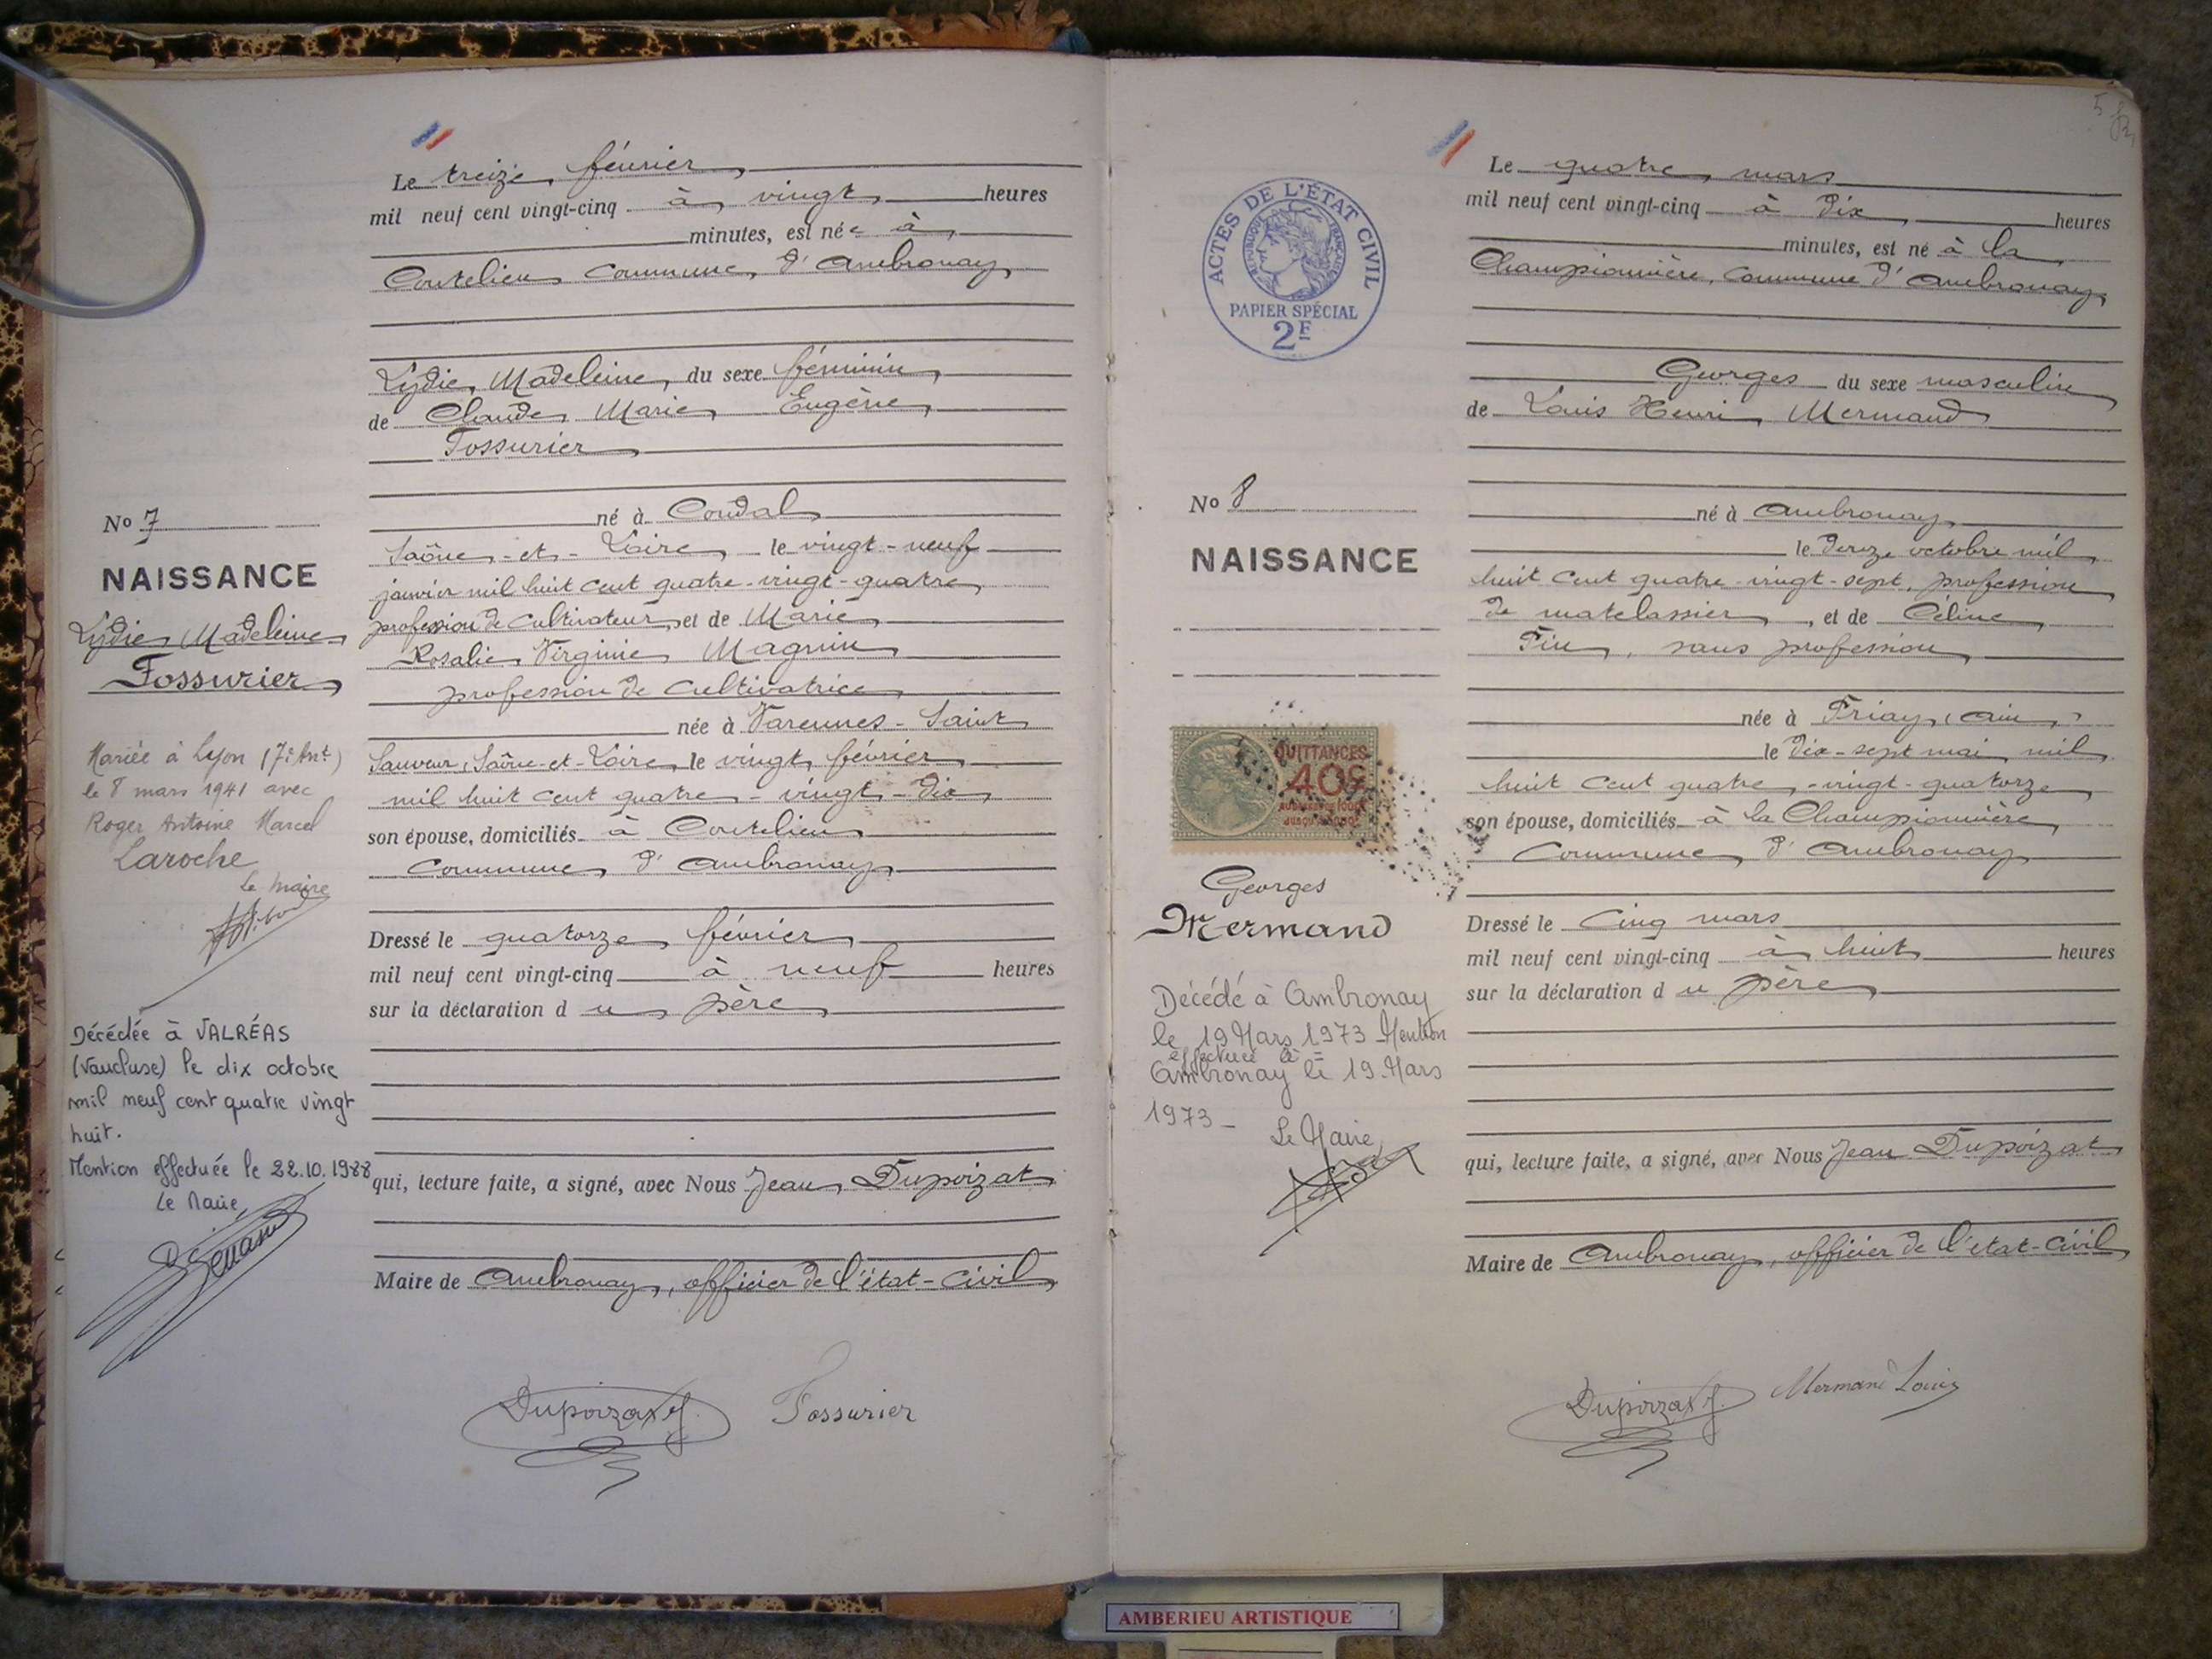 Le treize février
mil neuf cent vingt-cinq à vingt heures
minutes, est née à
Coutelieu commune d'Ambronay
Lydie, Madeleine, du sexe féminin
de Claude Marie Eugène
Fossurier
né à Condal
Saône-et-Loire le vingt-neuf
janvier mil huit cent quatre-vingt-quatre
profession de cultivateur, et de Marie
Rosalie Virginie Magnin
profession de cultivatrice
née à Varennes-Saint
Sauveur, Saône-et-Loire, le vingt février
mil huit cent quatre-vingt-dix
son épouse, domiciliés à Coutelieu
commune d'Ambronay
Dressé le quatorze février
mil neuf cent vingt-cinq à neuf heures
sur la déclaration du père
qui, lecture faite, a signé, avec Nous Jean Dupoizat
Maire de Ambronay, officier de l'état-civil
Dupoizat J. Fossurier
No 7
NAISSANCE
Lydie Madeleine
Fossurier
Mariée à Lyon (7e Arrt)
le 8 mars 1941 avec
Roger Antoine Marcel
Laroche
Le Maire
Décédée à VALRÉAS
(Vaucluse) le dix octobre
mil neuf cent quatre vingt
huit.
Mention effectuée le 22.10.1988
Le Maire,
5
ACTES DE L'ÉTAT CIVIL
RÉPUBLIQUE FRANÇAISE
PAPIER SPÉCIAL
2F
No 8
NAISSANCE
QUITTANCES
40c
Georges
Mermand
Décédé à Ambronay
le 19 Mars 1973 Mention
effectuée à
Ambronay le 19 Mars
1973 -
Le Maire,
Le quatre mars
mil neuf cent vingt-cinq à dix heures
minutes, est né à la
Championnière, commune d'Ambronay
Georges du sexe masculin
de Louis Henri Mermand
né à Ambronay
le douze octobre mil
huit cent quatre-vingt-sept, profession
de matelassier, et de Céline
Fiu, sans profession
née à Priay, Ain,
le dix-sept mai mil
huit cent quatre-vingt-quatorze
son épouse, domiciliés à la Championnière
commune d'Ambronay
Dressé le cinq mars
mil neuf cent vingt-cinq à huit heures
sur la déclaration du père
qui, lecture faite, a signé, avec Nous Jean Dupoizat
Maire de Ambronay, officier de l'état-civil
Dupoizat J. Mermand Louis
AMBERIEU ARTISTIQUE